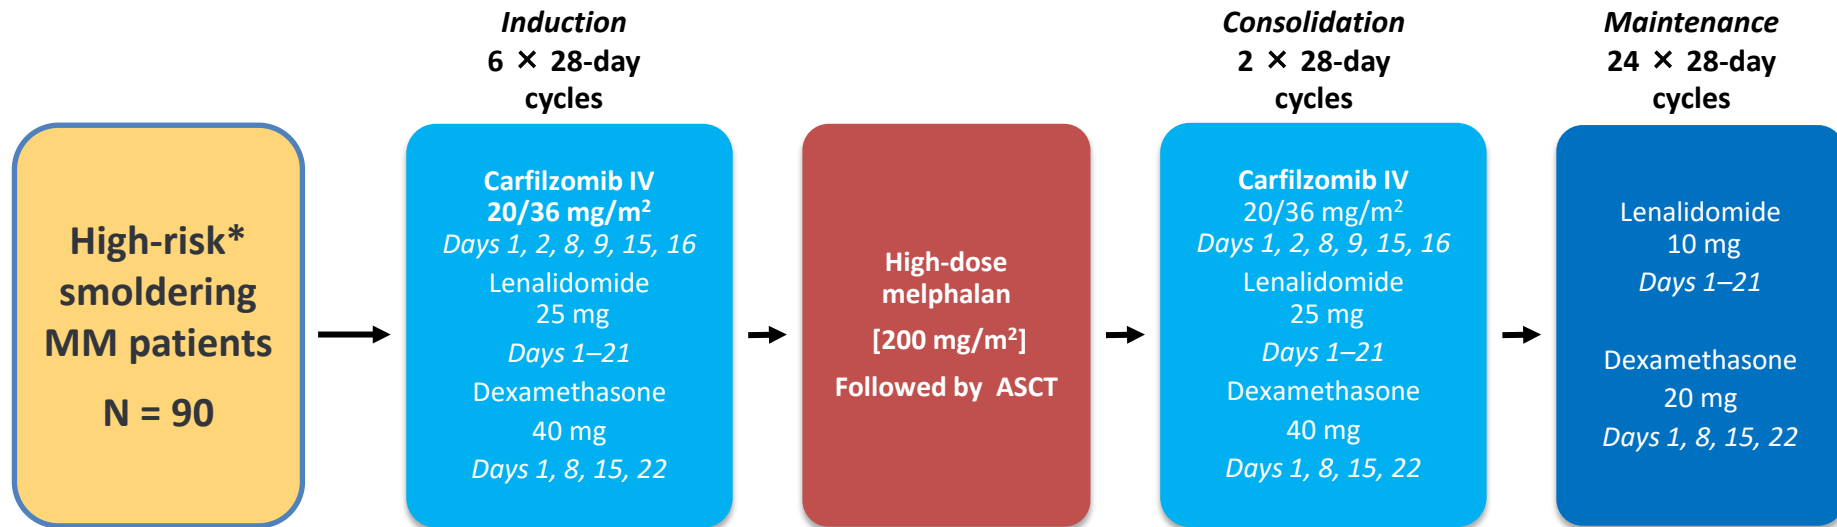 High-risk*
smoldering
MM patients
N = 90
Induction
6 × 28-day
cycles
Carfilzomib IV
20/36 mg/m²
Days 1, 2, 8, 9, 15, 16
Lenalidomide
25 mg
Days 1–21
Dexamethasone
40 mg
Days 1, 8, 15, 22
High-dose
melphalan
[200 mg/m²]
Followed by ASCT
Consolidation
2 × 28-day
cycles
Carfilzomib IV
20/36 mg/m²
Days 1, 2, 8, 9, 15, 16
Lenalidomide
25 mg
Days 1–21
Dexamethasone
40 mg
Days 1, 8, 15, 22
Maintenance
24 × 28-day
cycles
Lenalidomide
10 mg
Days 1–21
Dexamethasone
20 mg
Days 1, 8, 15, 22